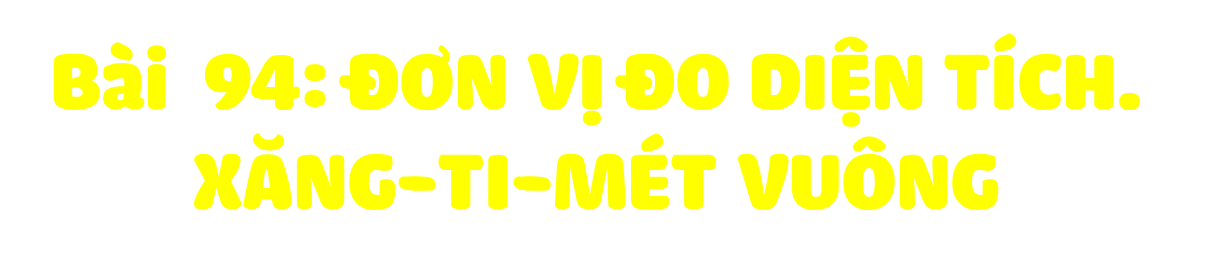 Bài 94: ĐƠN VỊ ĐO DIỆN TÍCH.
XĂNG-TI-MÉT VUÔNG